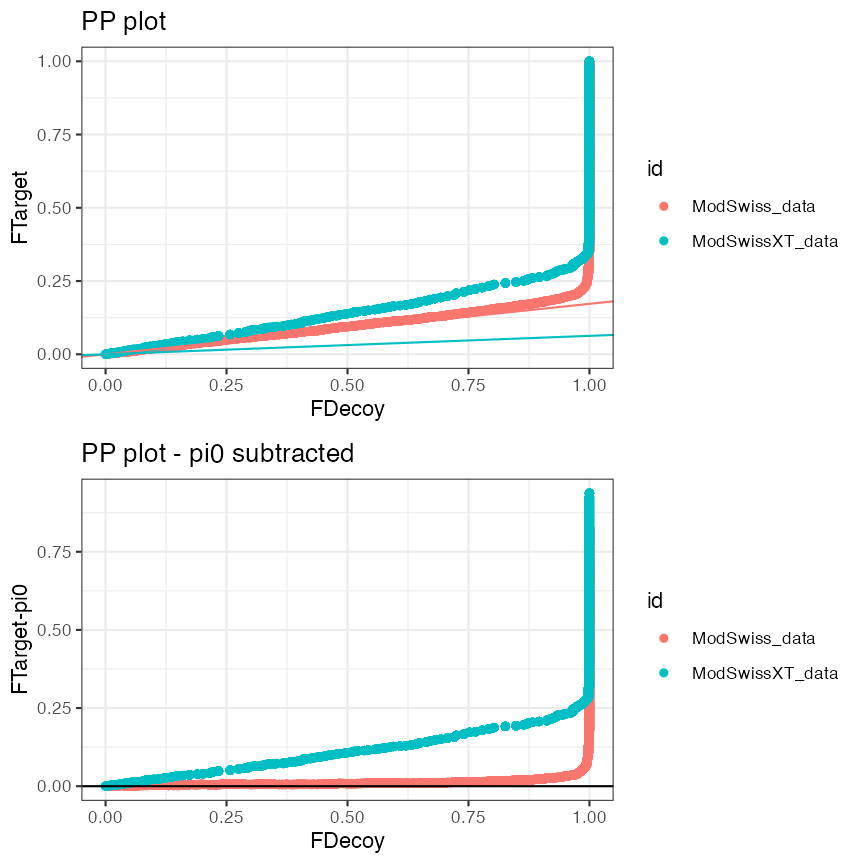 PP plot
1.00
0.75
0.50
0.25
0.00
FTarget
0.00 0.25 0.50 0.75 1.00
FDecoy
id
ModSwiss_data
ModSwissXT_data
PP plot - pi0 subtracted
0.75
0.50
0.25
0.00
FTarget-pi0
0.00 0.25 0.50 0.75 1.00
FDecoy
id
ModSwiss_data
ModSwissXT_data